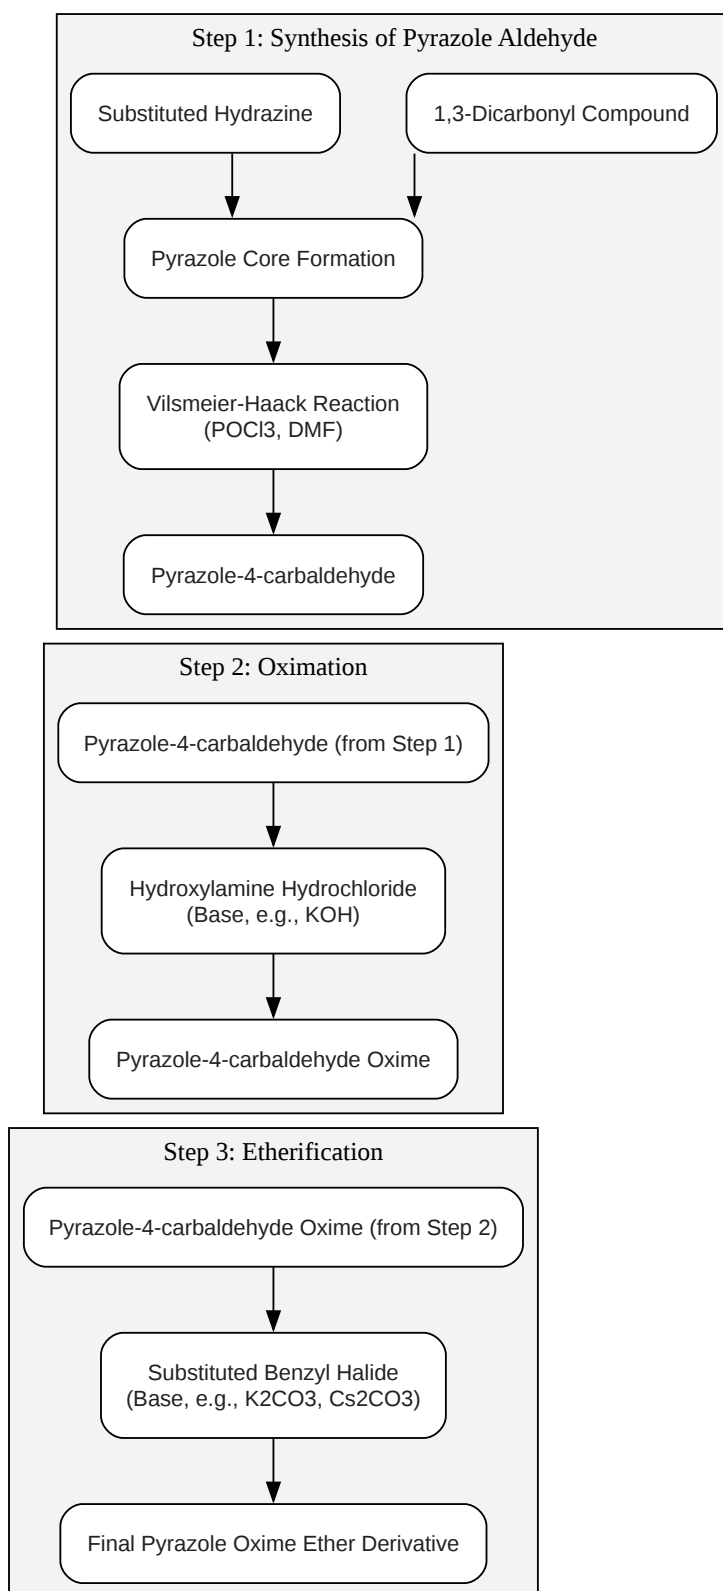 Step 1: Synthesis of Pyrazole Aldehyde
Substituted Hydrazine
1,3-Dicarbonyl Compound
Pyrazole Core Formation
Vilsmeier-Haack Reaction
(POCl3, DMF)
Pyrazole-4-carbaldehyde
Step 2: Oximation
Pyrazole-4-carbaldehyde (from Step 1)
Hydroxylamine Hydrochloride
(Base, e.g., KOH)
Pyrazole-4-carbaldehyde Oxime
Step 3: Etherification
Pyrazole-4-carbaldehyde Oxime (from Step 2)
Substituted Benzyl Halide
(Base, e.g., K2CO3, Cs2CO3)
Final Pyrazole Oxime Ether Derivative